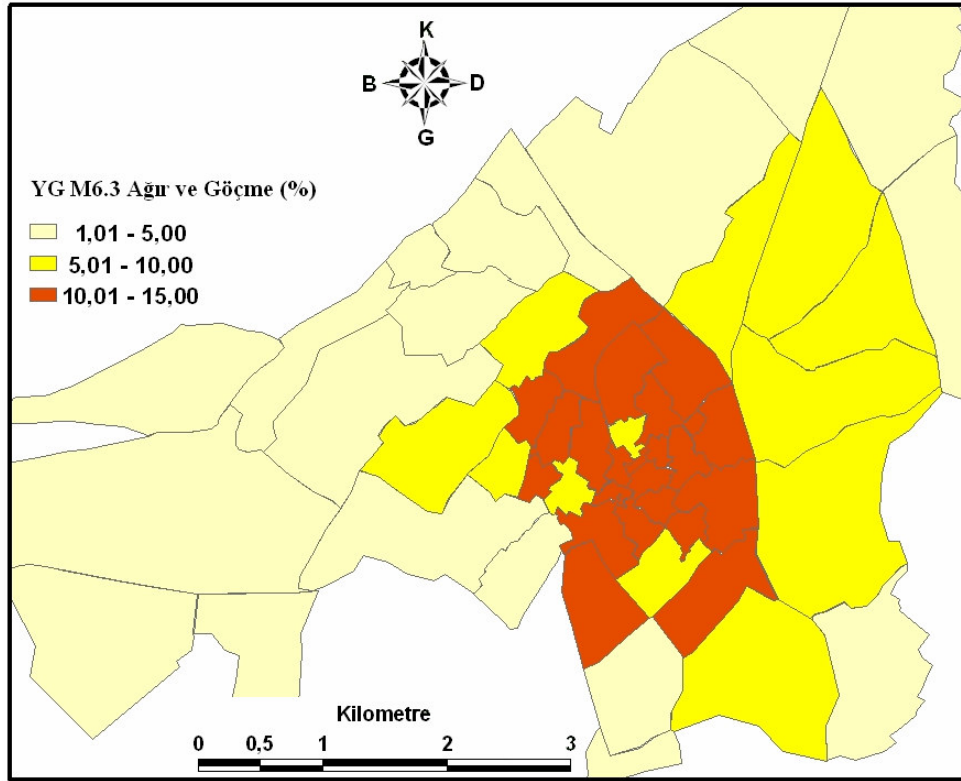 K
B D
G
YG M6.3 Ağır ve Göçme (%)
1,01 - 5,00
5,01 - 10,00
10,01 - 15,00
Kilometre
0 0,5 1 2 3